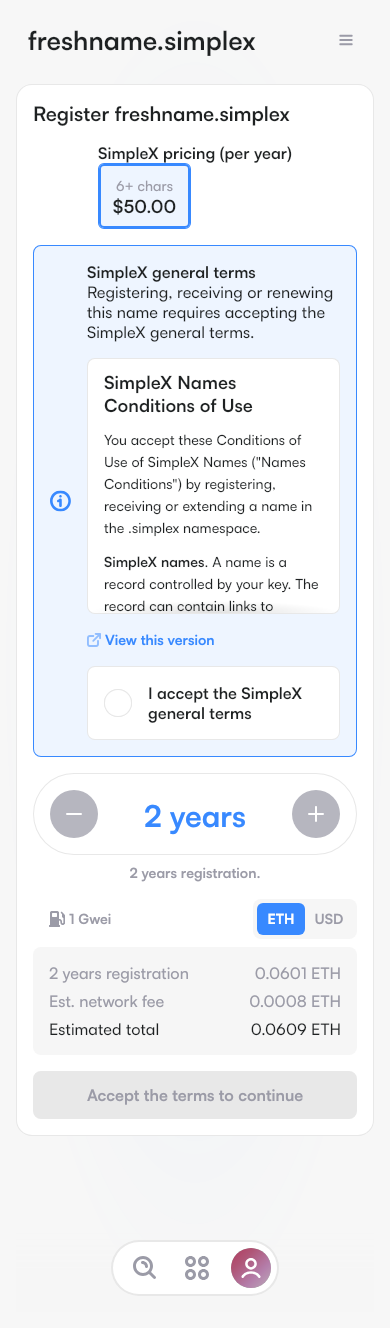 freshname.simplex
Register freshname.simplex
SimpleX pricing (per year)
6+ chars
$50.00
SimpleX general terms
Registering, receiving or renewing
this name requires accepting the
SimpleX general terms.
SimpleX Names
Conditions of Use
You accept these Conditions of
Use of SimpleX Names ("Names
Conditions") by registering,
receiving or extending a name in
the .simplex namespace.
SimpleX names. A name is a
record controlled by your key. The
record can contain links to
View this version
I accept the SimpleX
general terms
2 years
2 years registration.
1 Gwei
ETH USD
2 years registration 0.0601 ETH
Est. network fee 0.0008 ETH
Estimated total 0.0609 ETH
Accept the terms to continue